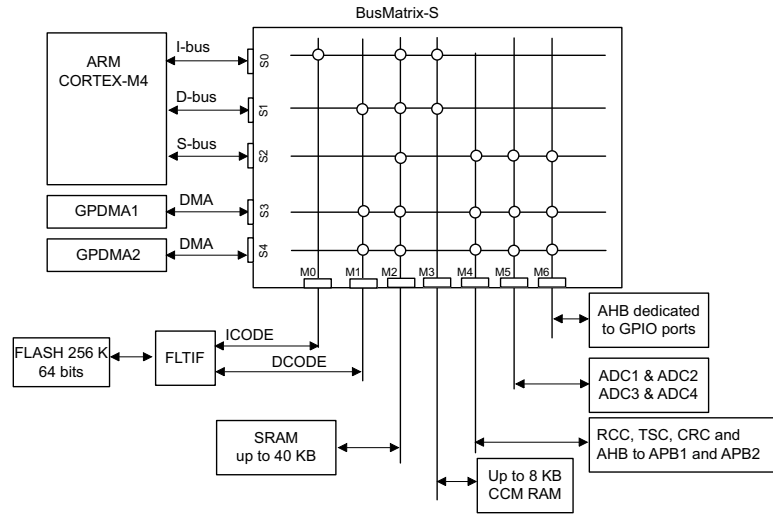 BusMatrix-S
ARM
CORTEX-M4
I-bus
S0
D-bus
S1
S-bus
S2
GPDMA1
DMA
S3
GPDMA2
DMA
S4
M0
M1
M2
M3
M4
M5
M6
AHB dedicated
to GPIO ports
FLASH 256 K
64 bits
FLTIF
ICODE
DCODE
ADC1 & ADC2
ADC3 & ADC4
SRAM
up to 40 KB
RCC, TSC, CRC and
AHB to APB1 and APB2
Up to 8 KB
CCM RAM